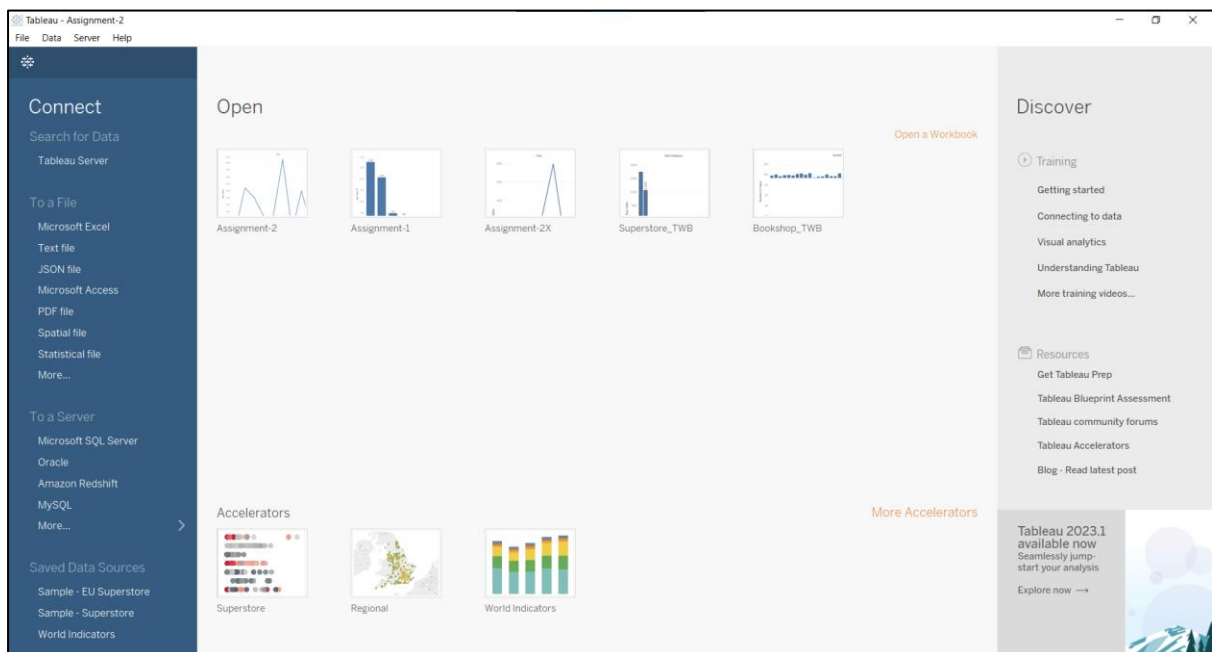 Tableau - Assignment-2
File Data Server Help
Connect
Search for Data
Tableau Server
To a File
Microsoft Excel
Text file
JSON file
Microsoft Access
PDF file
Spatial file
Statistical file
More...
To a Server
Microsoft SQL Server
Oracle
Amazon Redshift
MySQL
More...
Saved Data Sources
Sample - EU Superstore
Sample - Superstore
World Indicators
Open
Open a Workbook
Assignment-2
Assignment-1
Assignment-2X
Superstore_TWB
Bookshop_TWB
Accelerators
More Accelerators
Superstore
Regional
World Indicators
Discover
Training
Getting started
Connecting to data
Visual analytics
Understanding Tableau
More training videos...
Resources
Get Tableau Prep
Tableau Blueprint Assessment
Tableau community forums
Tableau Accelerators
Blog - Read latest post
Tableau 2023.1
available now
Seamlessly jump-
start your analysis
Explore now →